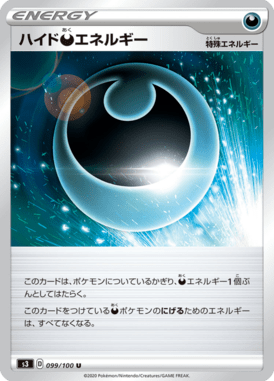 ENERGY
ハイド悪エネルギー
特殊エネルギー
このカードは、ポケモンについているかぎり、悪エネルギー1個ぶ
んとしてはたらく。
このカードをつけている悪ポケモンのにげるためのエネルギー
は、すべてなくなる。
s3 D 099/100 U
©2020 Pokémon/Nintendo/Creatures/GAME FREAK.